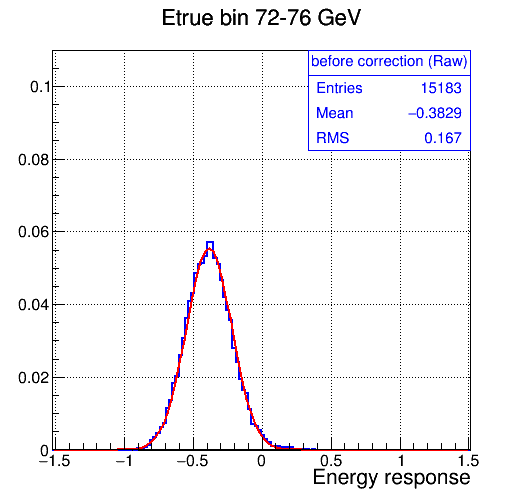 Etrue bin 72-76 GeV
before correction (Raw)
Entries 15183
Mean −0.3829
RMS 0.167
0.1
0.08
0.06
0.04
0.02
0
−1.5 −1 −0.5 0 0.5 1 1.5
Energy response